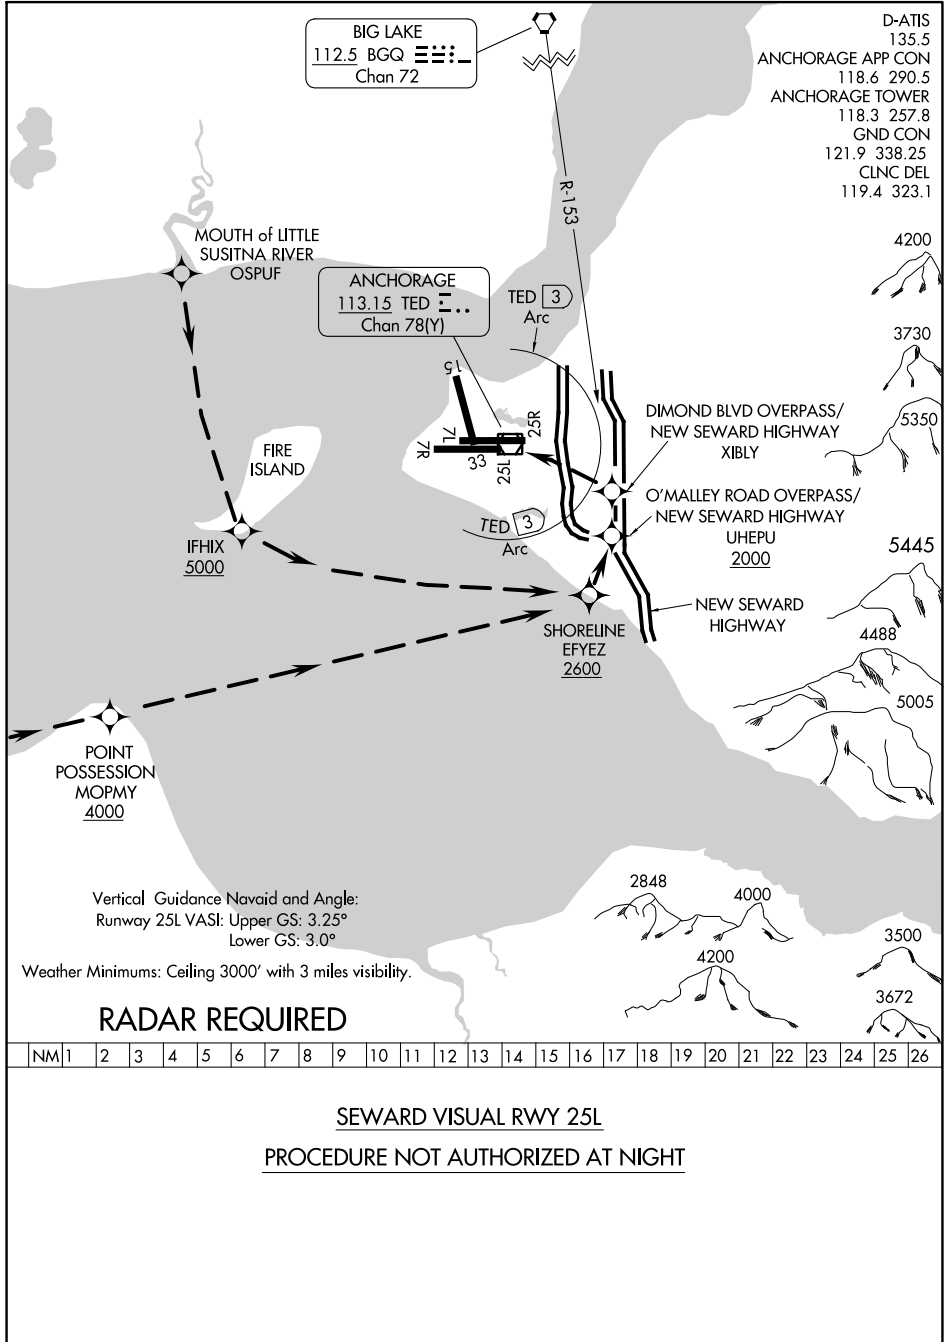 BIG LAKE
112.5 BGQ
Chan 72
D-ATIS
135.5
ANCHORAGE APP CON
118.6 290.5
ANCHORAGE TOWER
118.3 257.8
GND CON
121.9 338.25
CLNC DEL
119.4 323.1
R-153
MOUTH of LITTLE
SUSITNA RIVER
OSPUF
ANCHORAGE
113.15 TED
Chan 78(Y)
TED 3
Arc
4200
3730
5350
15
7L
7R
33
25R
25L
DIMOND BLVD OVERPASS/
NEW SEWARD HIGHWAY
XIBLY
FIRE
ISLAND
O'MALLEY ROAD OVERPASS/
NEW SEWARD HIGHWAY
UHEPU
2000
TED 3
Arc
IFHIX
5000
5445
NEW SEWARD
HIGHWAY
SHORELINE
EFYEZ
2600
4488
5005
POINT
POSSESSION
MOPMY
4000
2848
4000
3500
4200
3672
Vertical Guidance Navaid and Angle:
Runway 25L VASI: Upper GS: 3.25°
Lower GS: 3.0°
Weather Minimums: Ceiling 3000' with 3 miles visibility.
RADAR REQUIRED
NM 1 2 3 4 5 6 7 8 9 10 11 12 13 14 15 16 17 18 19 20 21 22 23 24 25 26
SEWARD VISUAL RWY 25L
PROCEDURE NOT AUTHORIZED AT NIGHT